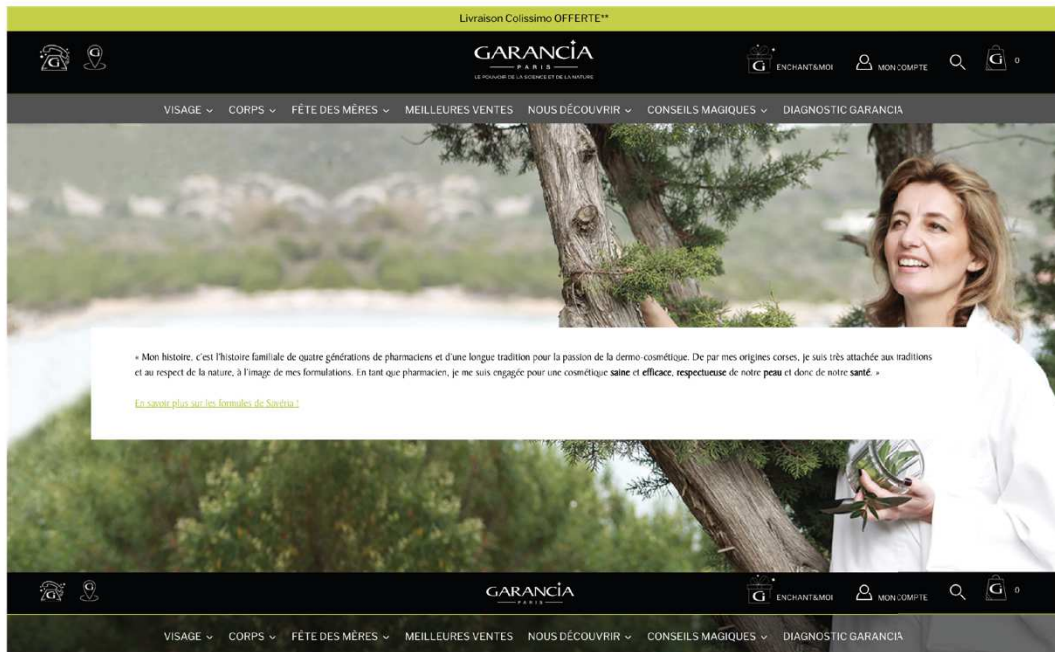 Livraison Colissimo OFFERTE**
G
G
GARANCIA
PARIS
LE POUVOIR DE LA SCIENCE ET DE LA NATURE
G ENCHANT&MOI
MON COMPTE
G 0
VISAGE CORPS FÊTE DES MÈRES MEILLEURES VENTES NOUS DÉCOUVRIR CONSEILS MAGIQUES DIAGNOSTIC GARANCIA
« Mon histoire, c'est l'histoire familiale de quatre générations de pharmaciens et d'une longue tradition pour la passion de la dermo-cosmétique. De par mes origines corses, je suis très attachée aux traditions
et au respect de la nature, à l'image de mes formulations. En tant que pharmacien, je me suis engagée pour une cosmétique saine et efficace, respectueuse de notre peau et donc de notre santé. »
En savoir plus sur les formules de Savéria !
G
G
GARANCIA
PARIS
G ENCHANT&MOI
MON COMPTE
G 0
VISAGE CORPS FÊTE DES MÈRES MEILLEURES VENTES NOUS DÉCOUVRIR CONSEILS MAGIQUES DIAGNOSTIC GARANCIA